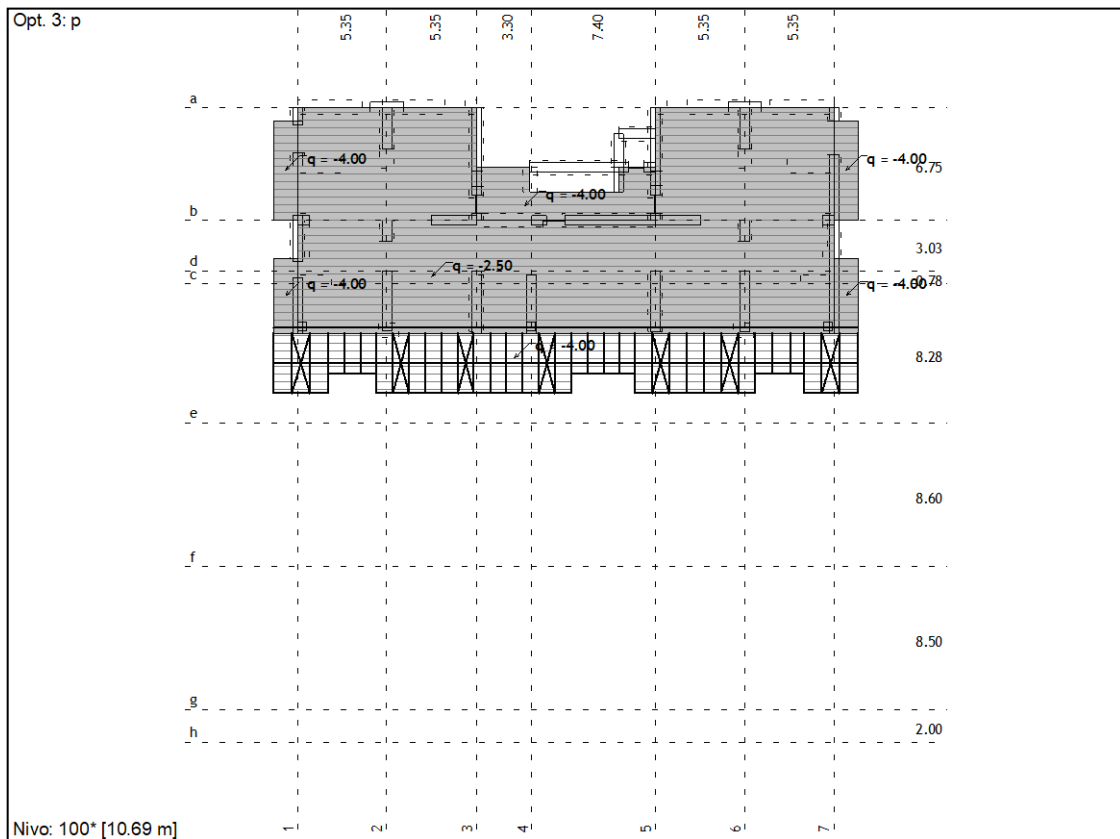 Opt. 3: p
5.35
5.35
3.30
7.40
5.35
5.35
a
q = -4.00
q = -4.00
6.75
q = -4.00
b
3.03
d
q = -2.50
c
0.78
q = -4.00
q = -4.00
q = -4.00
8.28
e
8.60
f
8.50
g
2.00
h
Nivo: 100* [10.69 m]
1
2
3
4
5
6
7